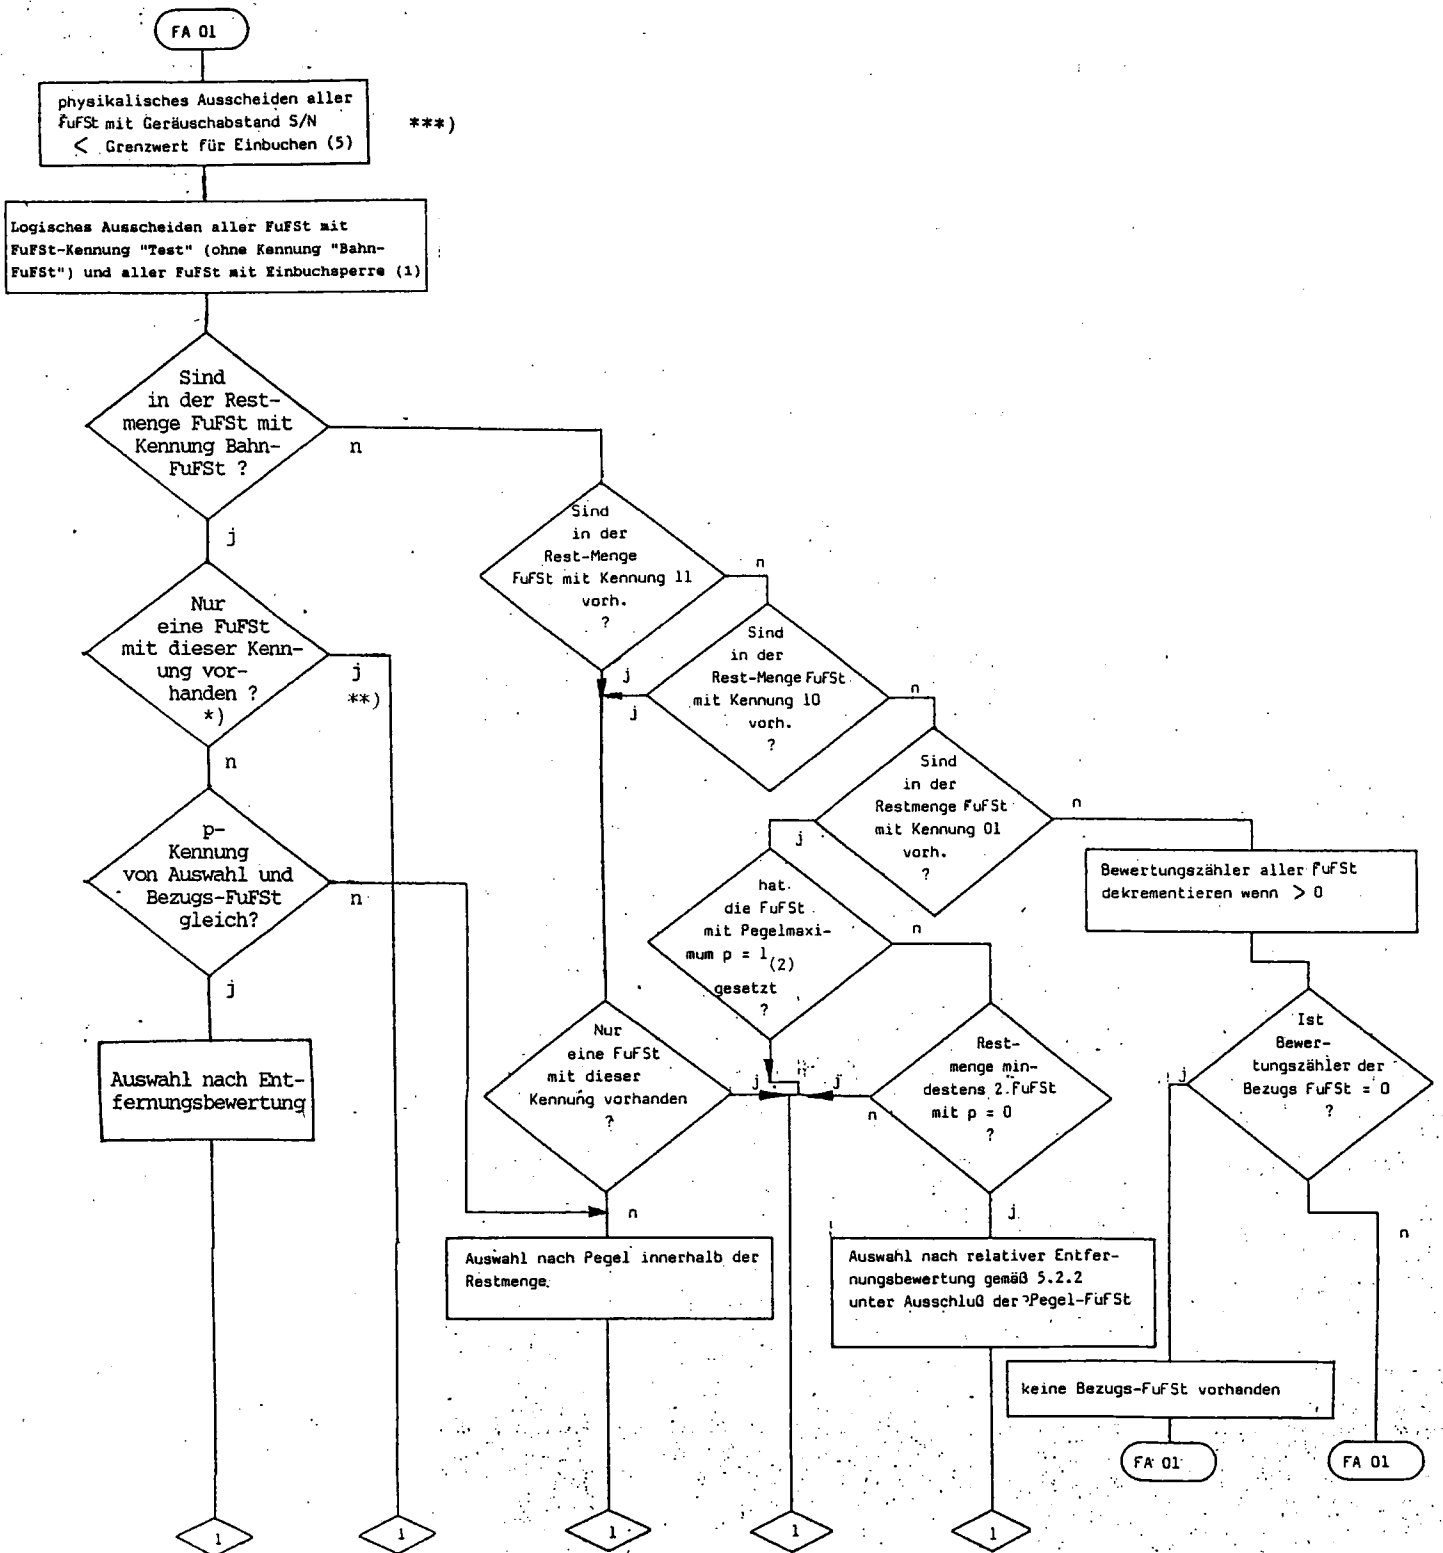 FA 01
physikalisches Ausscheiden aller
FuFSt mit Geräuschabstand S/N
< Grenzwert für Einbuchen (5)
***)
Logisches Ausscheiden aller FuFSt mit
FuFSt-Kennung "Test" (ohne Kennung "Bahn-
FuFSt") und aller FuFSt mit Einbuchsperre (1)
Sind
in der Rest-
menge FuFSt mit
Kennung Bahn-
FuFSt ?
n
j
Nur
eine FuFSt
mit dieser Kenn-
ung vor-
handen ?
*)
j
**)
n
p-
Kennung
von Auswahl und
Bezugs-FuFSt
gleich?
n
j
Auswahl nach Ent-
fernungsbewertung
Sind
in der
Rest-Menge
FuFSt mit Kennung 11
vorh.
?
n
j
Sind
in der
Rest-Menge FuFSt
mit Kennung 10
vorh.
?
n
j
Sind
in der
Restmenge FuFSt
mit Kennung 01
vorh.
?
n
j
hat
die FuFSt
mit Pegelmaxi-
mum p = 1
(2)
gesetzt
?
n
Bewertungszähler aller FuFSt
dekrementieren wenn > 0
Nur
eine FuFSt
mit dieser
Kennung vorhanden
?
j
n
Rest-
menge min-
destens 2 FuFSt
mit p = 0
?
j
n
j
Ist
Bewer-
tungszähler der
Bezugs FuFSt = 0
?
j
n
Auswahl nach Pegel innerhalb der
Restmenge
Auswahl nach relativer Entfer-
nungsbewertung gemäß 5.2.2
unter Ausschluß der Pegel-FuFSt
keine Bezugs-FuFSt vorhanden
FA 01
FA 01
1
1
1
1
1